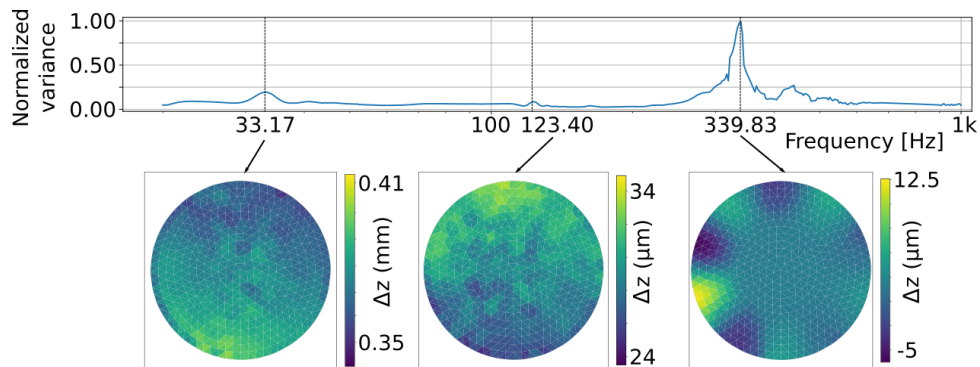 Normalized
variance
1.00
0.50
0.00
33.17
100
123.40
339.83
1k
Frequency [Hz]
0.41
Δz (mm)
0.35
34
Δz (μm)
24
12.5
Δz (μm)
-5